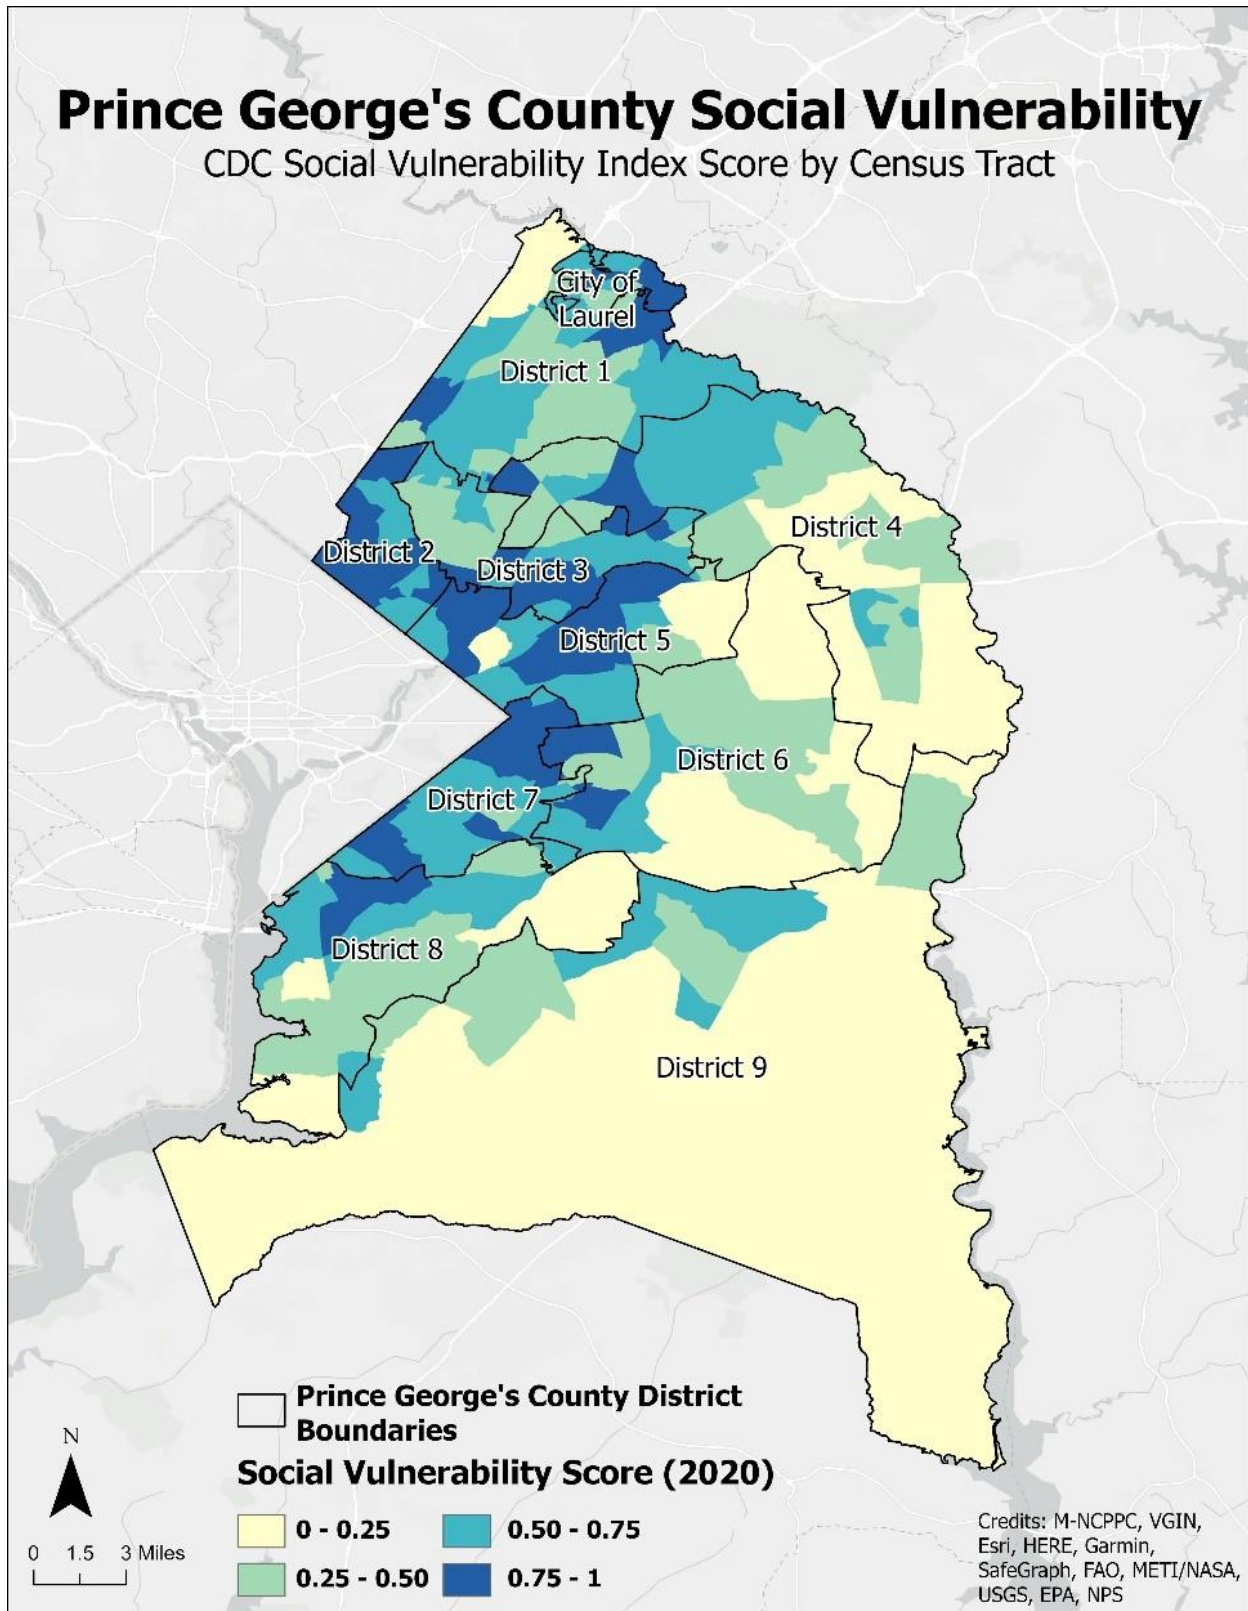 Prince George's County Social Vulnerability
CDC Social Vulnerability Index Score by Census Tract
City of
Laurel
District 1
District 4
District 2
District 3
District 5
District 6
District 7
District 8
District 9
Prince George's County District
Boundaries
Social Vulnerability Score (2020)
0 - 0.25
0.50 - 0.75
0.25 - 0.50
0.75 - 1
N
0 1.5 3 Miles
Credits: M-NCPPC, VGIN,
Esri, HERE, Garmin,
SafeGraph, FAO, METI/NASA,
USGS, EPA, NPS